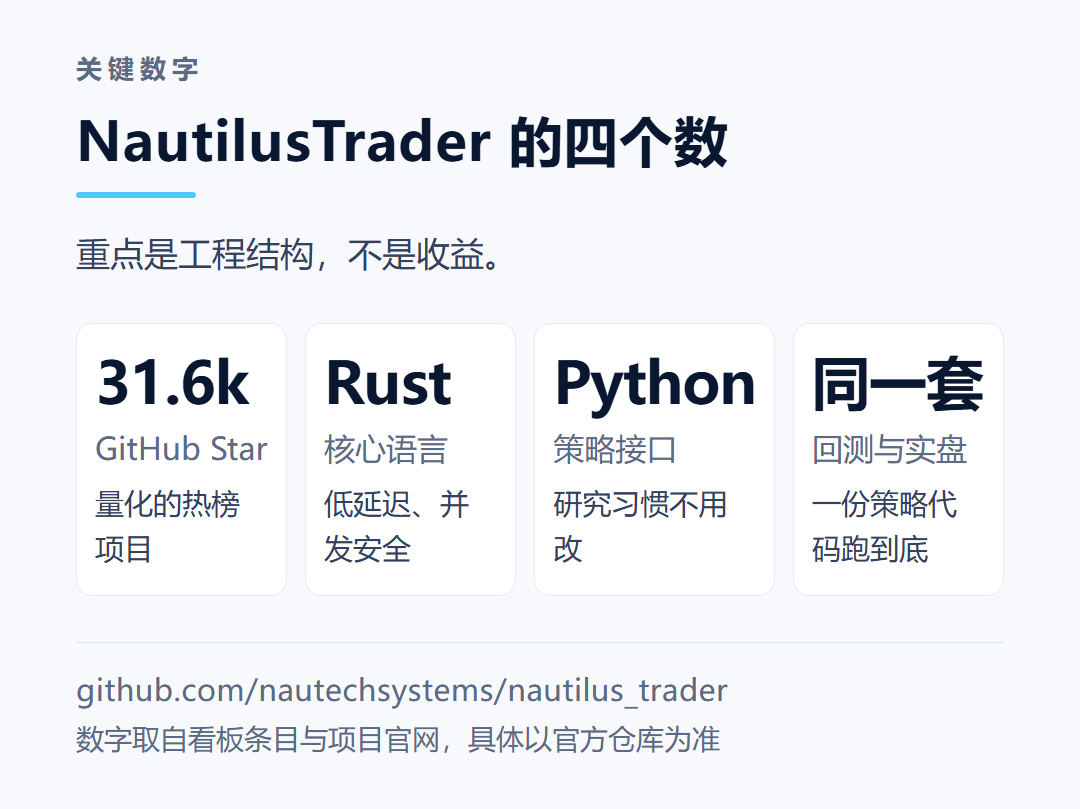 关键数字
NautilusTrader 的四个数
重点是工程结构，不是收益。
31.6k
GitHub Star
量化的热榜
项目
Rust
核心语言
低延迟、并
发安全
Python
策略接口
研究习惯不用
改
同一套
回测与实盘
一份策略代
码跑到底
github.com/nautechsystems/nautilus_trader
数字取自看板条目与项目官网，具体以官方仓库为准